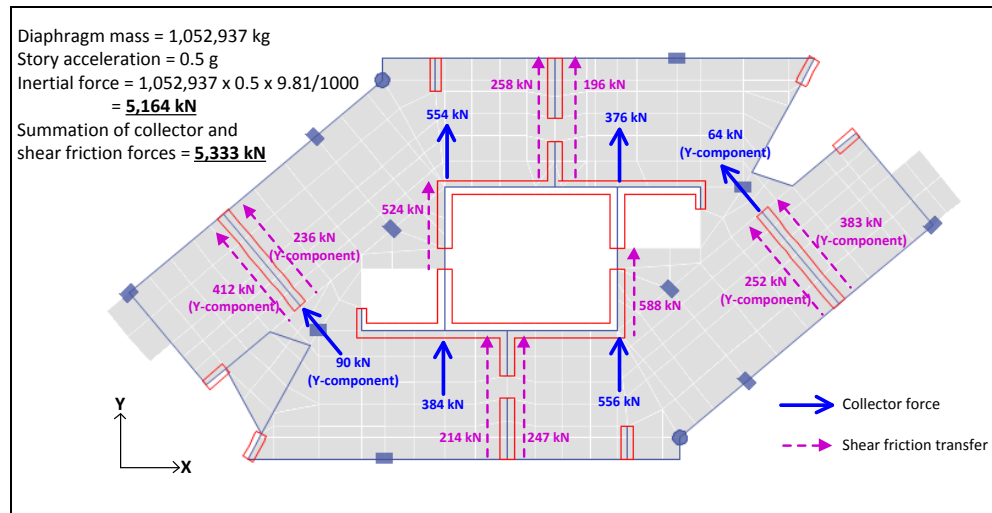 Diaphragm mass = 1,052,937 kg
Story acceleration = 0.5 g
Inertial force = 1,052,937 x 0.5 x 9.81/1000
= 5,164 kN
Summation of collector and
shear friction forces = 5,333 kN
258 kN
196 kN
554 kN
376 kN
64 kN
(Y-component)
524 kN
236 kN
(Y-component)
383 kN
(Y-component)
412 kN
(Y-component)
252 kN
(Y-component)
588 kN
90 kN
(Y-component)
384 kN
556 kN
214 kN
247 kN
Y
X
Collector force
Shear friction transfer